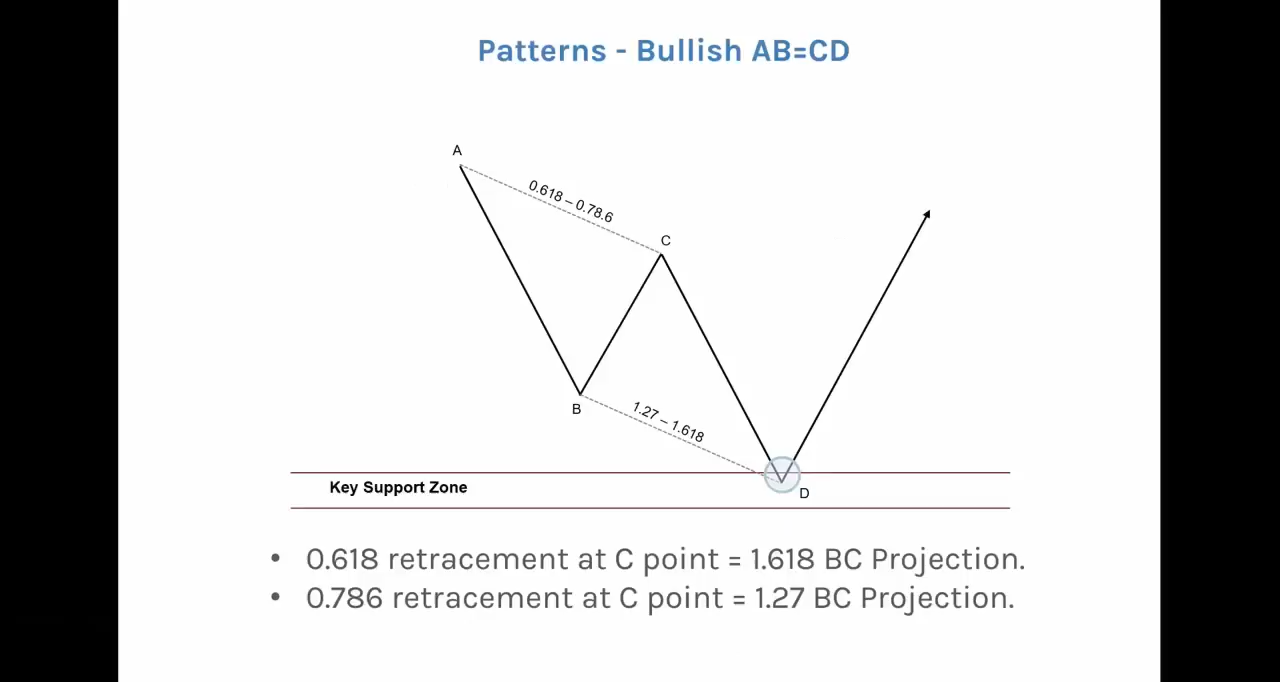 Patterns - Bullish AB=CD
A
0.618 – 0.78.6
C
B
1.27 – 1.618
Key Support Zone
D
• 0.618 retracement at C point = 1.618 BC Projection.
• 0.786 retracement at C point = 1.27 BC Projection.